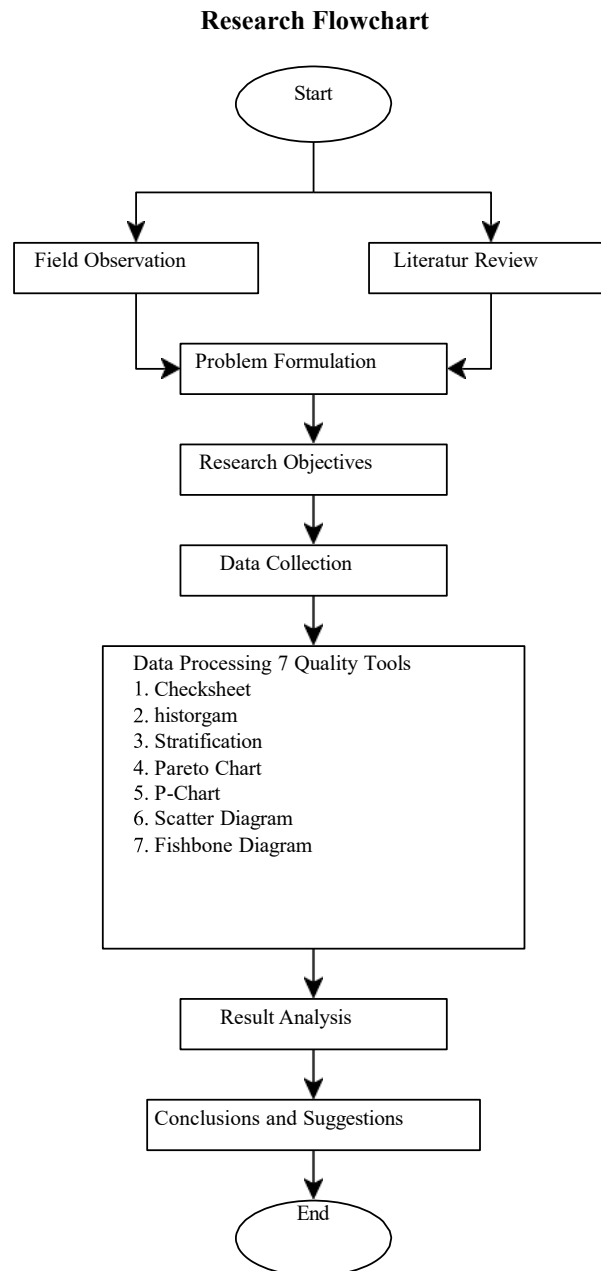 Research Flowchart
Start
Field Observation
Literatur Review
Problem Formulation
Research Objectives
Data Collection
Data Processing 7 Quality Tools
1. Checksheet
2. historgam
3. Stratification
4. Pareto Chart
5. P-Chart
6. Scatter Diagram
7. Fishbone Diagram
Result Analysis
Conclusions and Suggestions
End